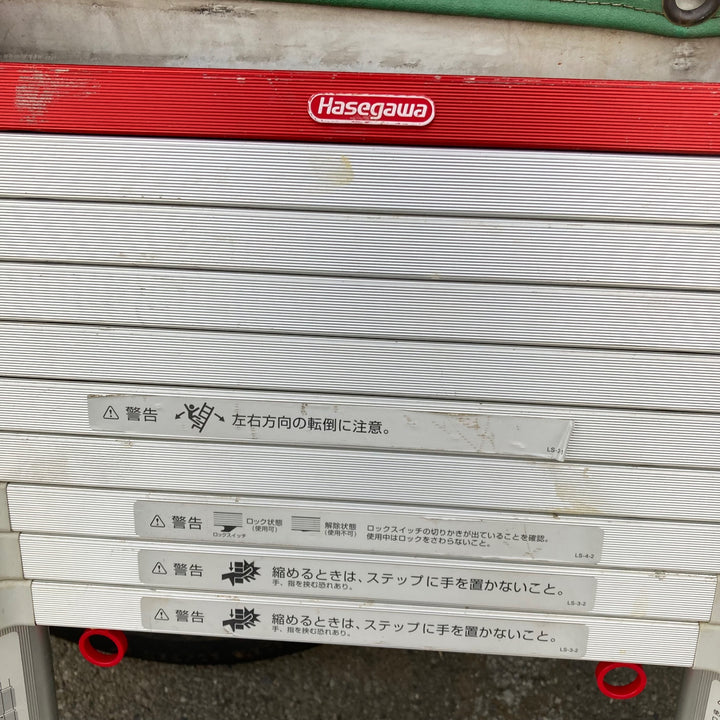 Hasegawa
警告
左右方向の転倒に注意。
警告
ロック状態
(使用可)
ロックスイッチ
解除状態
(使用不可)
ロックスイッチの切りかきが出ていることを確認。
使用中はロックをさわらないこと。
LS-4-2
警告
縮めるときは、ステップに手を置かないこと。
手、指を挟む恐れあり。
LS-3-2
警告
縮めるときは、ステップに手を置かないこと。
手、指を挟む恐れあり。
LS-3-2